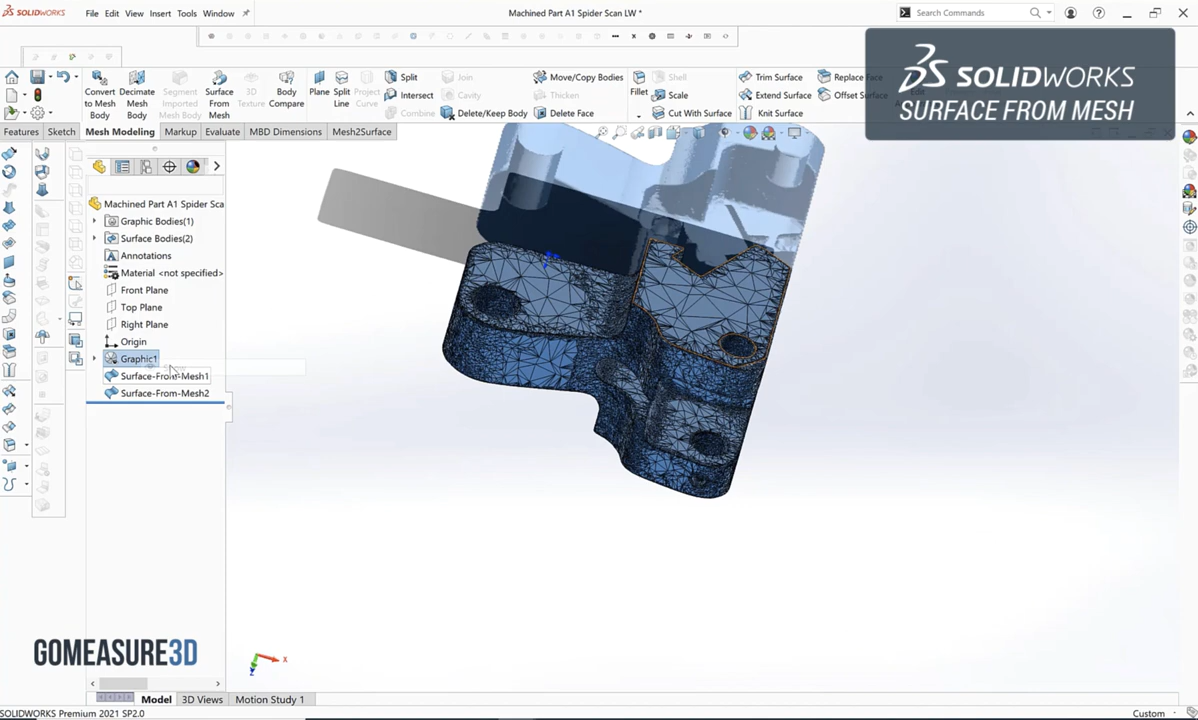 SOLIDWORKS File Edit View Insert Tools Window Machined Part A1 Spider Scan LW * Search Commands
SOLIDWORKS
SURFACE FROM MESH
Convert to Mesh Body
Decimate Mesh Body
Segment Imported Mesh
Surface From Mesh
3D Texture
Body Compare
Plane
Split Line
Project Curve
Split
Intersect
Join
Cavity
Combine
Move/Copy Bodies
Thicken
Delete/Keep Body
Delete Face
Fillet
Shell
Scale
Cut With Surface
Trim Surface
Extend Surface
Knit Surface
Replace Face
Offset Surface
Features Sketch Mesh Modeling Markup Evaluate MBD Dimensions Mesh2Surface
Machined Part A1 Spider Sca
Graphic Bodies(1)
Surface Bodies(2)
Annotations
Material <not specified>
Front Plane
Top Plane
Right Plane
Origin
Graphic1
Surface-From-Mesh1
Surface-From-Mesh2
GOMEASURE3D
X
Z
Model 3D Views Motion Study 1
SOLIDWORKS Premium 2021 SP2.0 Custom